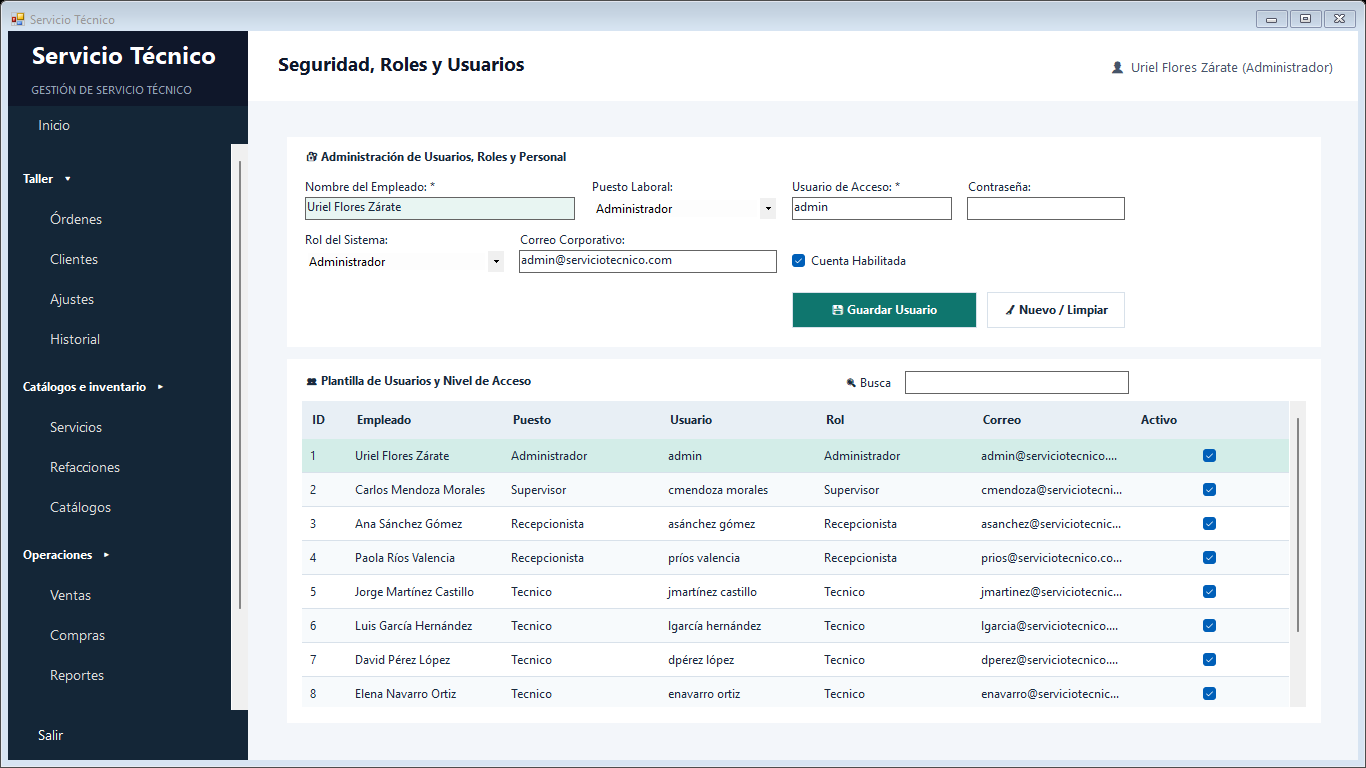 Servicio Técnico
Servicio Técnico
GESTIÓN DE SERVICIO TÉCNICO
Inicio
Taller
Órdenes
Clientes
Ajustes
Historial
Catálogos e inventario
Servicios
Refacciones
Catálogos
Operaciones
Ventas
Compras
Reportes
Salir
Seguridad, Roles y Usuarios
Uriel Flores Zárate (Administrador)
Administración de Usuarios, Roles y Personal
Nombre del Empleado: * Puesto Laboral: Usuario de Acceso: * Contraseña:
Uriel Flores Zárate Administrador admin
Rol del Sistema: Correo Corporativo:
Administrador admin@serviciotecnico.com Cuenta Habilitada
Guardar Usuario Nuevo / Limpiar
Plantilla de Usuarios y Nivel de Acceso Busca
ID Empleado Puesto Usuario Rol Correo Activo
1 Uriel Flores Zárate Administrador admin Administrador admin@serviciotecnico....
2 Carlos Mendoza Morales Supervisor cmendoza morales Supervisor cmendoza@serviciotecni...
3 Ana Sánchez Gómez Recepcionista asánchez gómez Recepcionista asanchez@serviciotecnic...
4 Paola Ríos Valencia Recepcionista príos valencia Recepcionista prios@serviciotecnico.co...
5 Jorge Martínez Castillo Tecnico jmartínez castillo Tecnico jmartinez@serviciotecnic...
6 Luis García Hernández Tecnico lgarcía hernández Tecnico lgarcia@serviciotecnico....
7 David Pérez López Tecnico dpérez lópez Tecnico dperez@serviciotecnico....
8 Elena Navarro Ortiz Tecnico enavarro ortiz Tecnico enavarro@serviciotecnic...